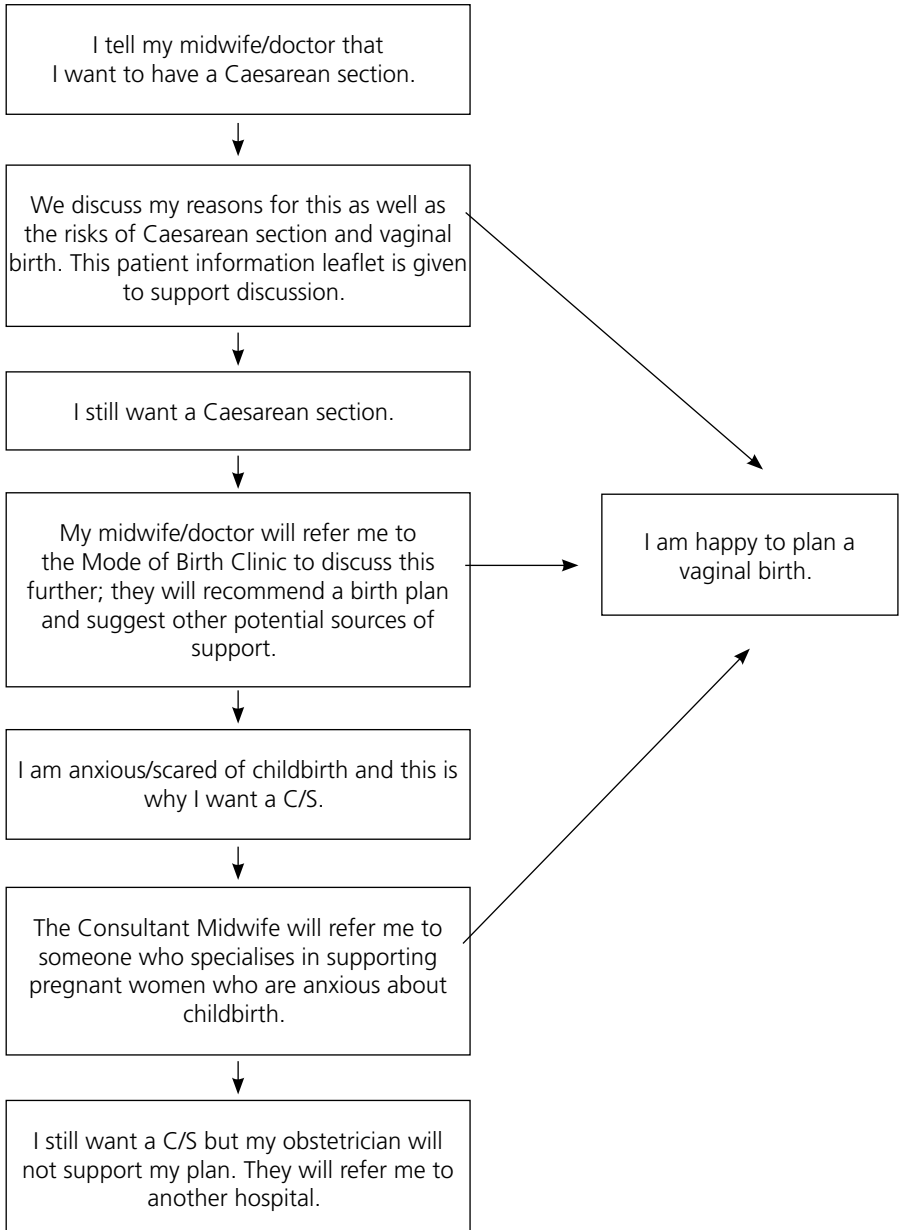 I tell my midwife/doctor that
I want to have a Caesarean section.
We discuss my reasons for this as well as
the risks of Caesarean section and vaginal
birth. This patient information leaflet is given
to support discussion.
I still want a Caesarean section.
My midwife/doctor will refer me to
the Mode of Birth Clinic to discuss this
further; they will recommend a birth plan
and suggest other potential sources of
support.
I am happy to plan a
vaginal birth.
I am anxious/scared of childbirth and this is
why I want a C/S.
The Consultant Midwife will refer me to
someone who specialises in supporting
pregnant women who are anxious about
childbirth.
I still want a C/S but my obstetrician will
not support my plan. They will refer me to
another hospital.